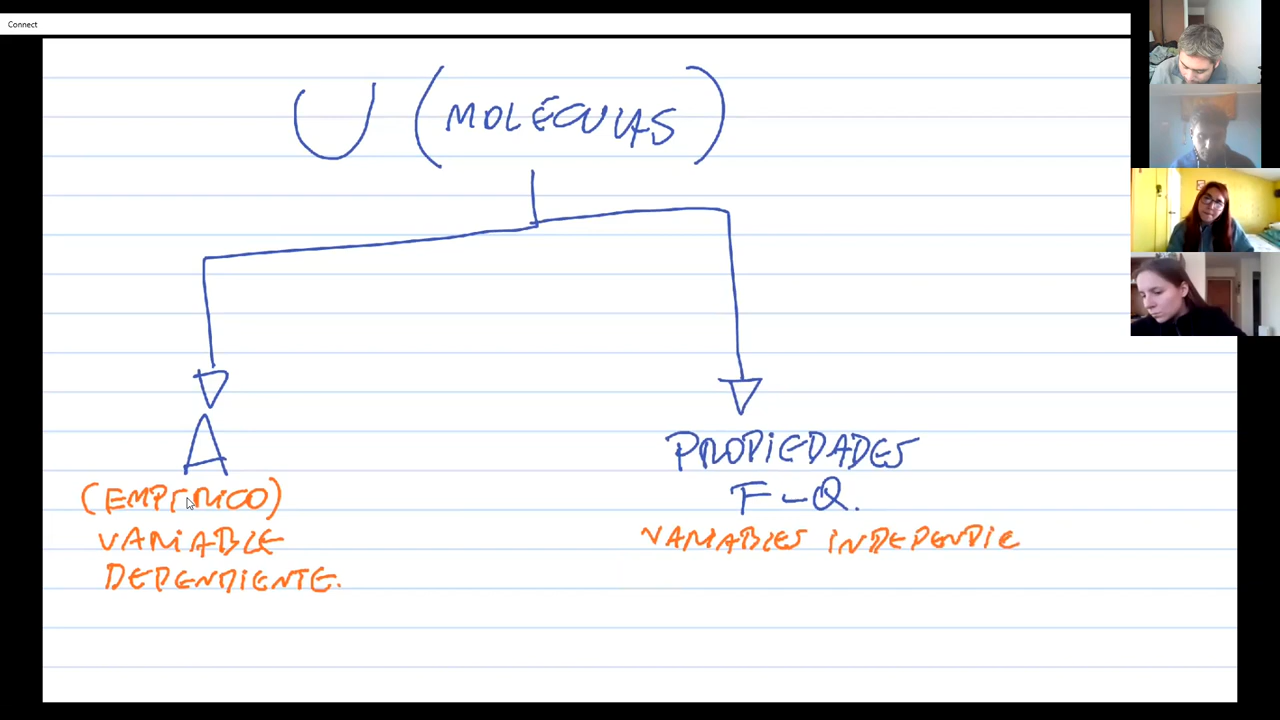 Connect
U (MOLÉCULAS)
A
(EMPÍRICO)
VARIABLE
DEPENDIENTE.
PROPIEDADES
F-Q.
VARIABLES INDEPENDIE